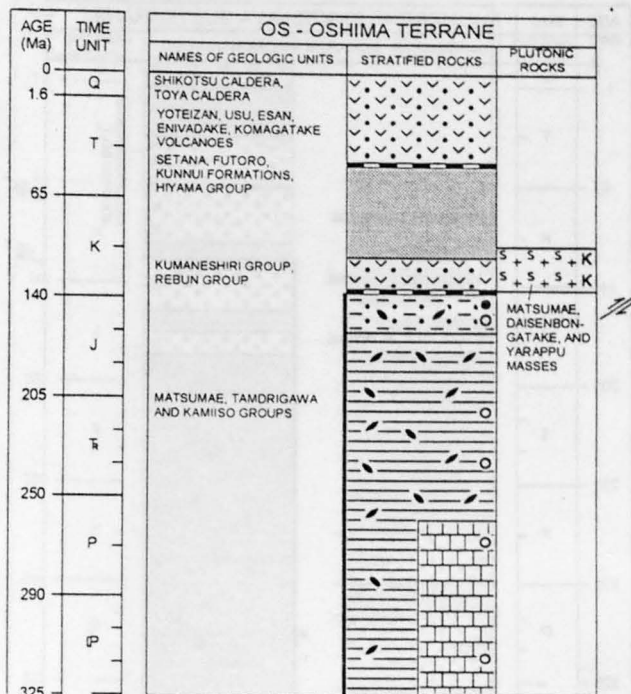 AGE
(Ma)
TIME
UNIT
OS - OSHIMA TERRANE
NAMES OF GEOLOGIC UNITS
STRATIFIED ROCKS
PLUTONIC
ROCKS
0
Q
1.6
SHIKOTSU CALDERA,
TOYA CALDERA
YOTEIZAN, USU, ESAN,
ENIVADAKE, KOMAGATAKE
VOLCANOES
T
SETANA, FUTORO,
KUNNUI FORMATIONS,
HIYAMA GROUP
65
K
KUMANESHIRI GROUP,
REBUN GROUP
S S S K
S S S K
140
MATSUMAE,
DAISENBON-
GATAKE, AND
YARAPPU
MASSES
J
205
MATSUMAE, TAMDRIGAWA
AND KAMIISO GROUPS
250
P
290
325